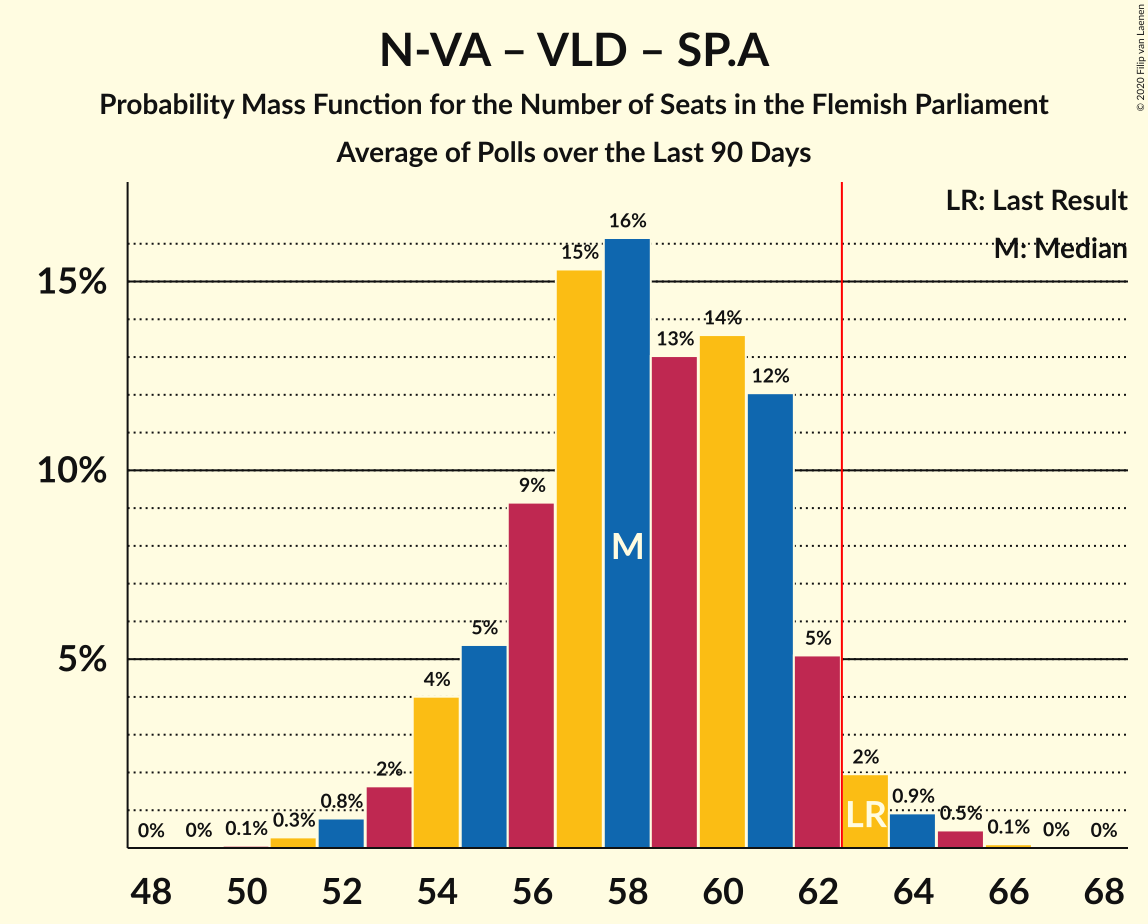 N-VA – VLD – SP.A
Probability Mass Function for the Number of Seats in the Flemish Parliament
Average of Polls over the Last 90 Days
© 2020 Filip van Laenen
LR: Last Result
M: Median
15%
10%
5%
0%
0%
0.1%
0.3%
0.8%
2%
4%
5%
9%
15%
16%
13%
14%
12%
5%
2%
0.9%
0.5%
0.1%
0%
0%
M
LR
48 50 52 54 56 58 60 62 64 66 68